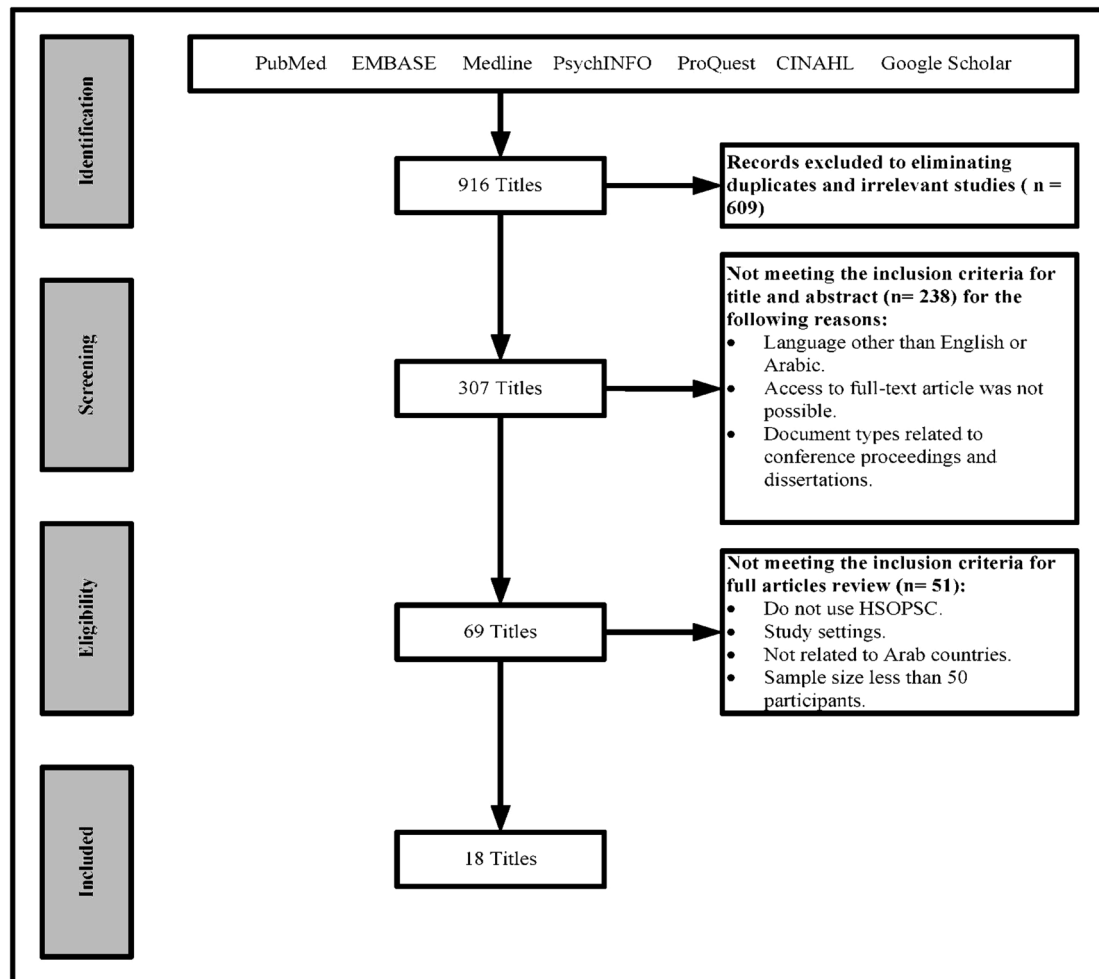 Identification
PubMed EMBASE Medline PsychINFO ProQuest CINAHL Google Scholar
916 Titles
Records excluded to eliminating
duplicates and irrelevant studies ( n =
609)
Screening
307 Titles
Not meeting the inclusion criteria for
title and abstract (n= 238) for the
following reasons:
• Language other than English or
Arabic.
• Access to full-text article was not
possible.
• Document types related to
conference proceedings and
dissertations.
Eligibility
69 Titles
Not meeting the inclusion criteria for
full articles review (n= 51):
• Do not use HSOPSC.
• Study settings.
• Not related to Arab countries.
• Sample size less than 50
participants.
Included
18 Titles